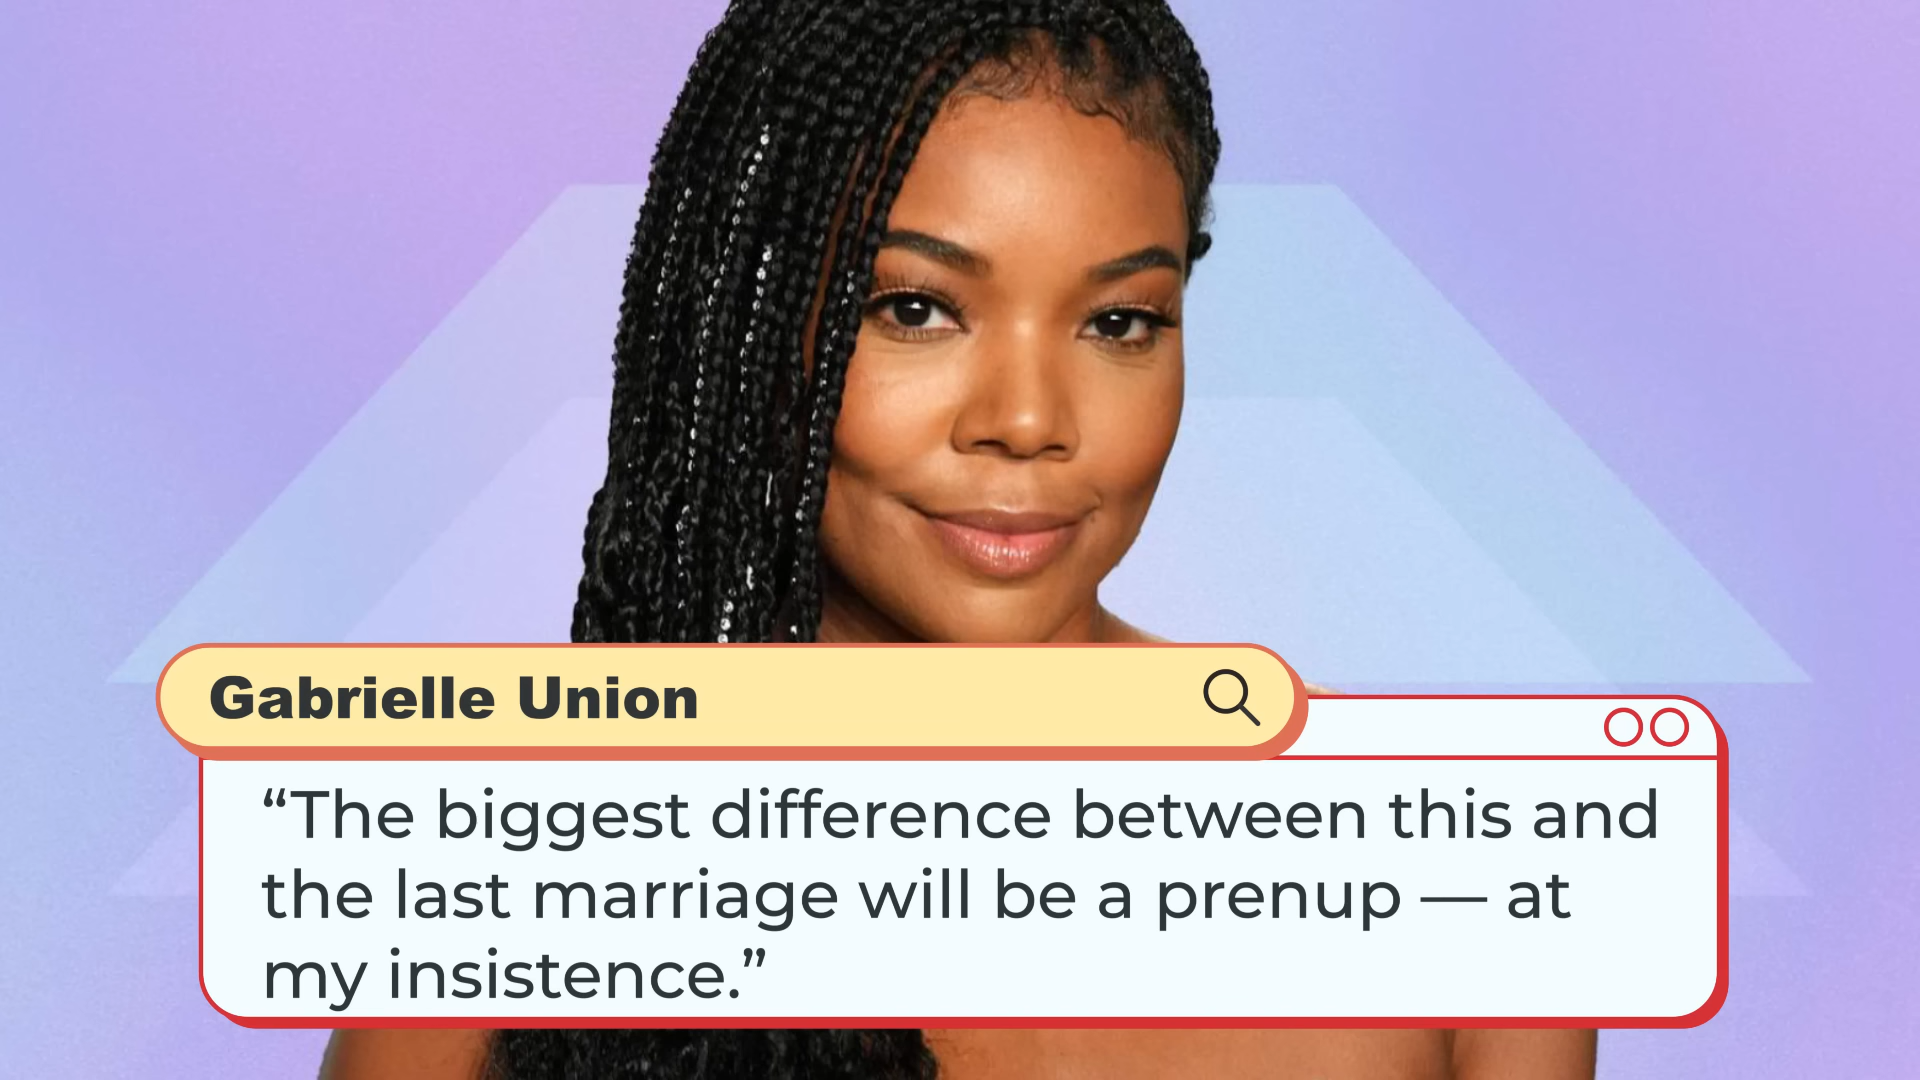 Gabrielle Union
“The biggest difference between this and
the last marriage will be a prenup — at
my insistence.”